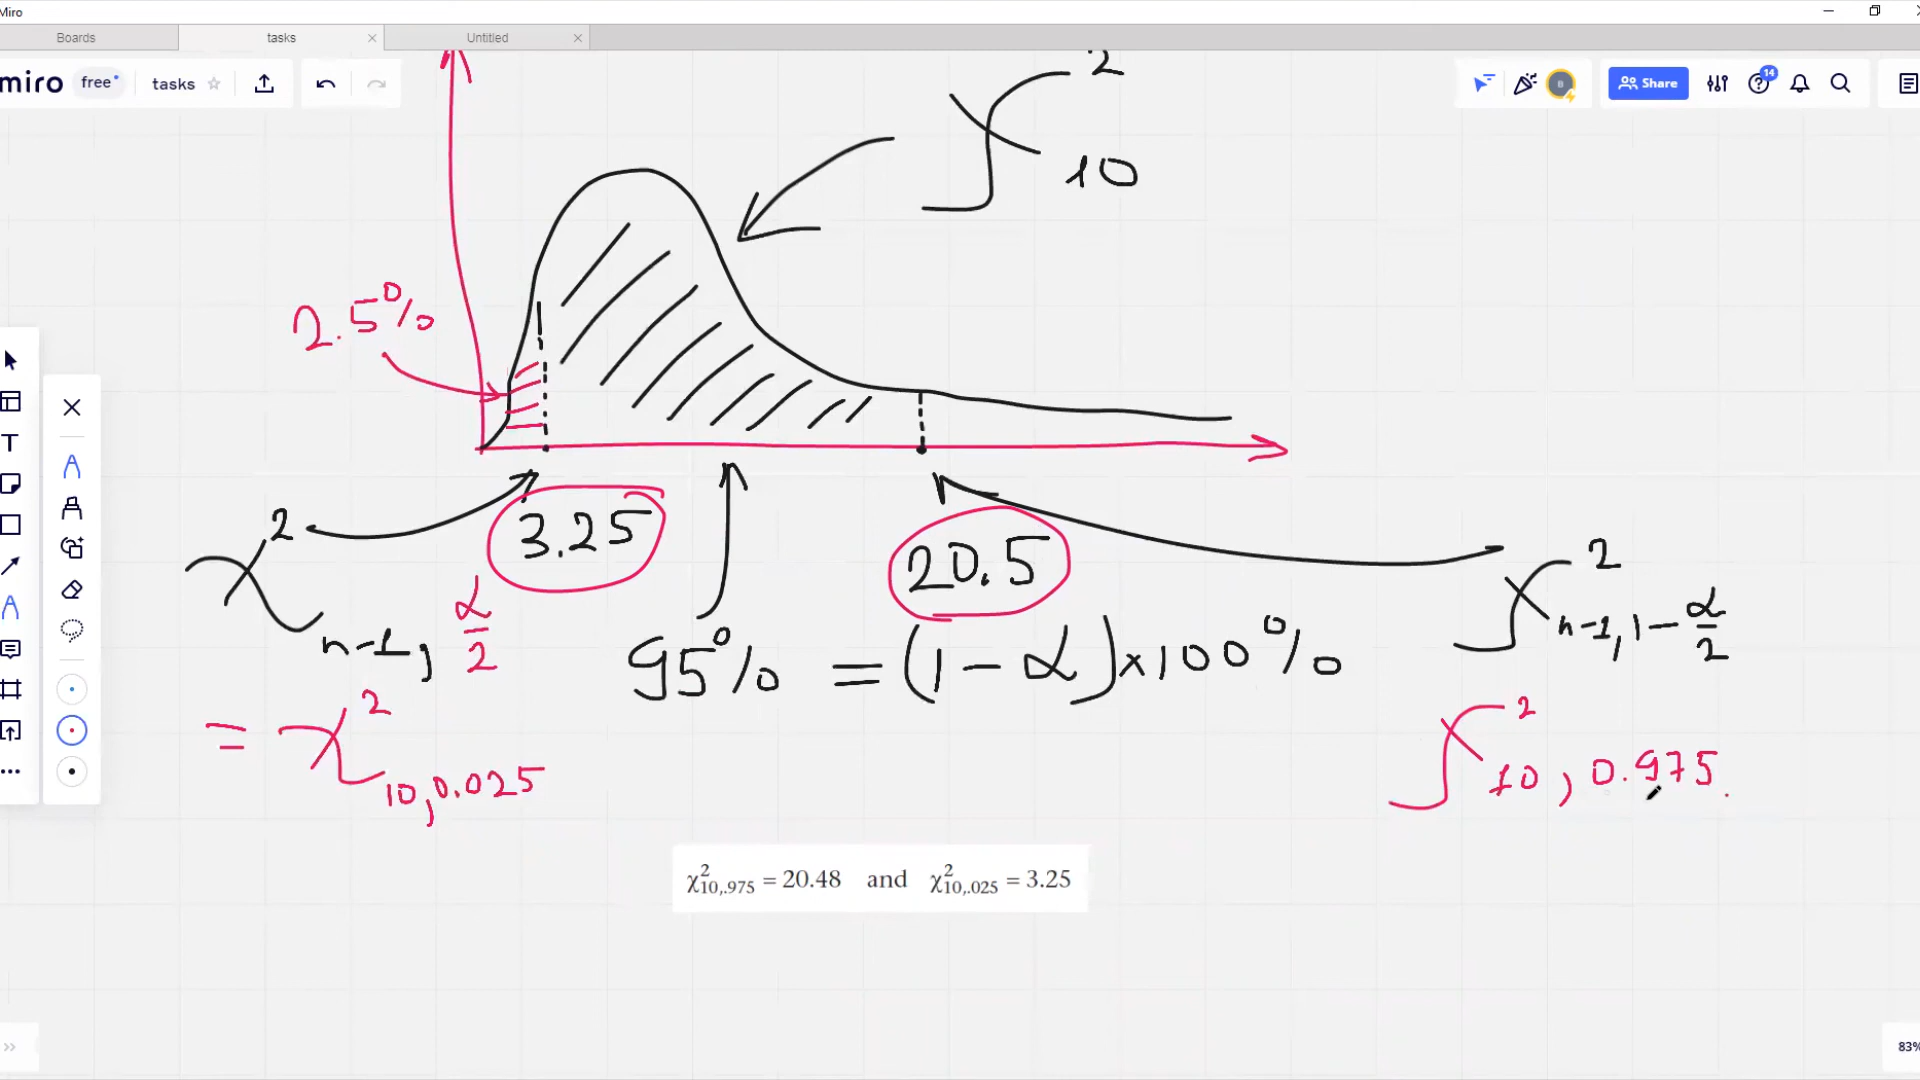 Miro
Boards
tasks
Untitled
miro
free
tasks
Share
14
B
T
χ² 10
2.5%
3.25
20.5
χ² n-1, α/2
χ² n-1, 1 - α/2
95% = (1 - α) × 100%
= χ² 10, 0.025
χ² 10, 0.975
χ²10,.975 = 20.48 and χ²10,.025 = 3.25
83%